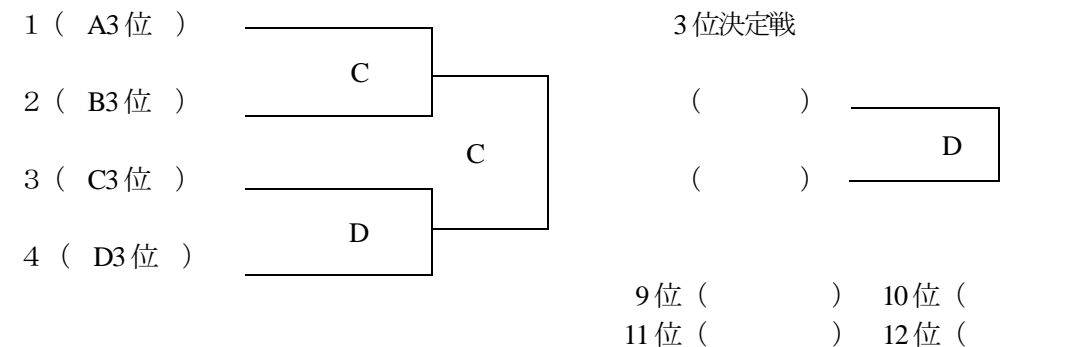 1（　A3位　）
C
2（　B3位　）
C
3（　C3位　）
D
4（　D3位　）
3位決定戦
（　　　　）
D
（　　　　）
9位（　　　　　）　10位（
11位（　　　　　）　12位（